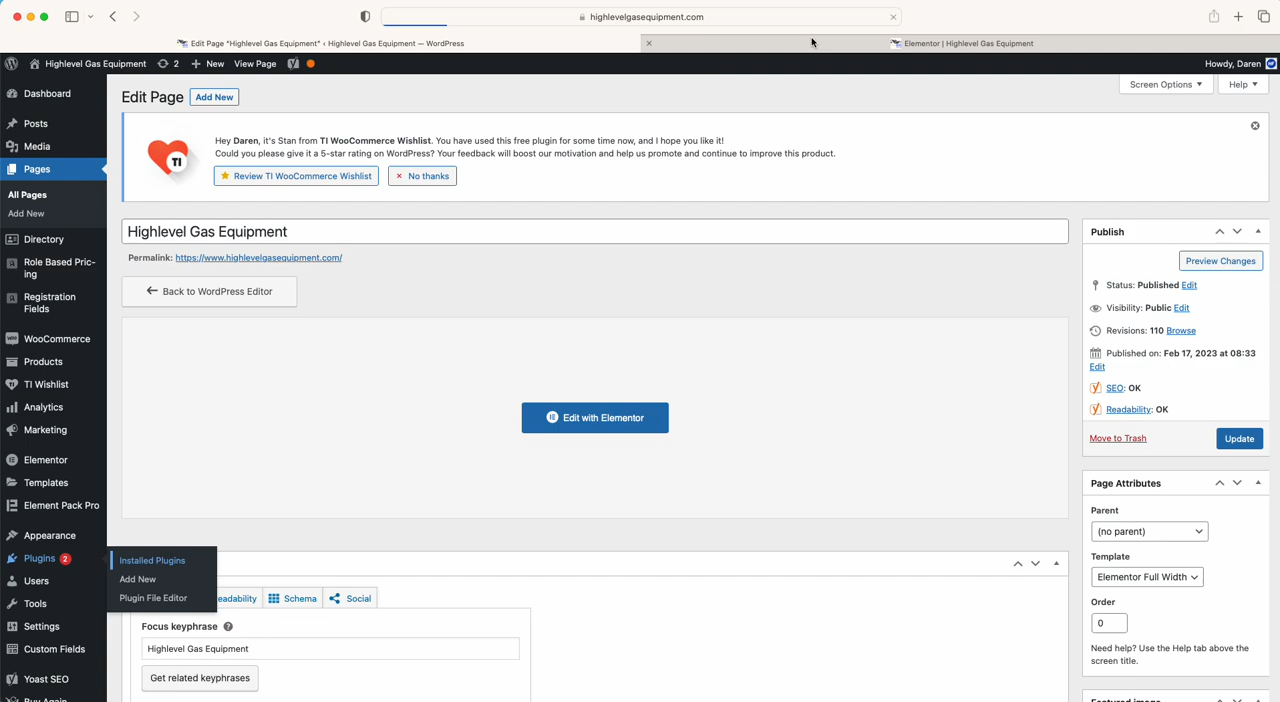 highlevelgasequipment.com
Edit Page "Highlevel Gas Equipment" ‹ Highlevel Gas Equipment — WordPress
Elementor | Highlevel Gas Equipment
Highlevel Gas Equipment 2 New View Page
Howdy, Daren
Dashboard
Posts
Media
Pages
All Pages
Add New
Directory
Role Based Pric-
ing
Registration
Fields
WooCommerce
Products
TI Wishlist
Analytics
Marketing
Elementor
Templates
Element Pack Pro
Appearance
Plugins 2
Users
Tools
Settings
Custom Fields
Yoast SEO
Buy Again
Installed Plugins
Add New
Plugin File Editor
Screen Options ▼
Help ▼
Edit Page Add New
TI
Hey Daren, it's Stan from TI WooCommerce Wishlist. You have used this free plugin for some time now, and I hope you like it!
Could you please give it a 5-star rating on WordPress? Your feedback will boost our motivation and help us promote and continue to improve this product.
Review TI WooCommerce Wishlist
No thanks
Highlevel Gas Equipment
Permalink: https://www.highlevelgasequipment.com/
← Back to WordPress Editor
Edit with Elementor
eadability
Schema
Social
Focus keyphrase
Highlevel Gas Equipment
Get related keyphrases
Publish
Preview Changes
Status: Published Edit
Visibility: Public Edit
Revisions: 110 Browse
Published on: Feb 17, 2023 at 08:33
Edit
SEO: OK
Readability: OK
Move to Trash
Update
Page Attributes
Parent
(no parent)
Template
Elementor Full Width
Order
0
Need help? Use the Help tab above the
screen title.
Featured image